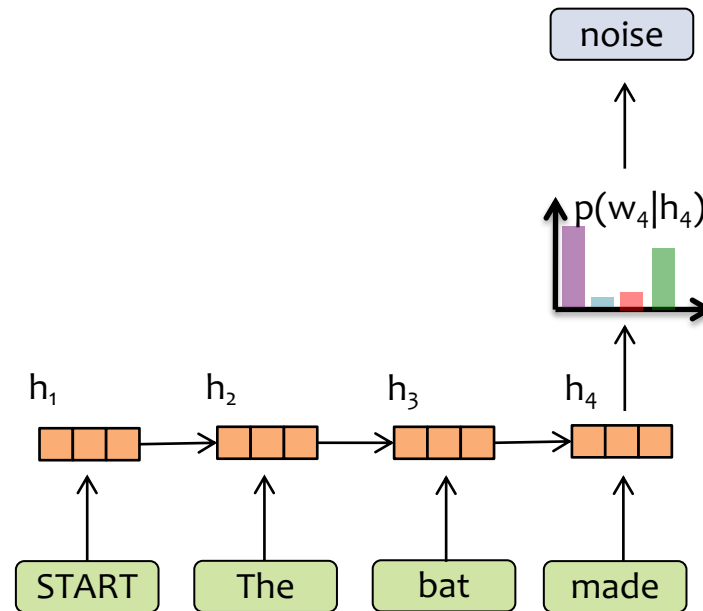 noise
p(w₄|h₄)
h₁ h₂ h₃ h₄
START The bat made